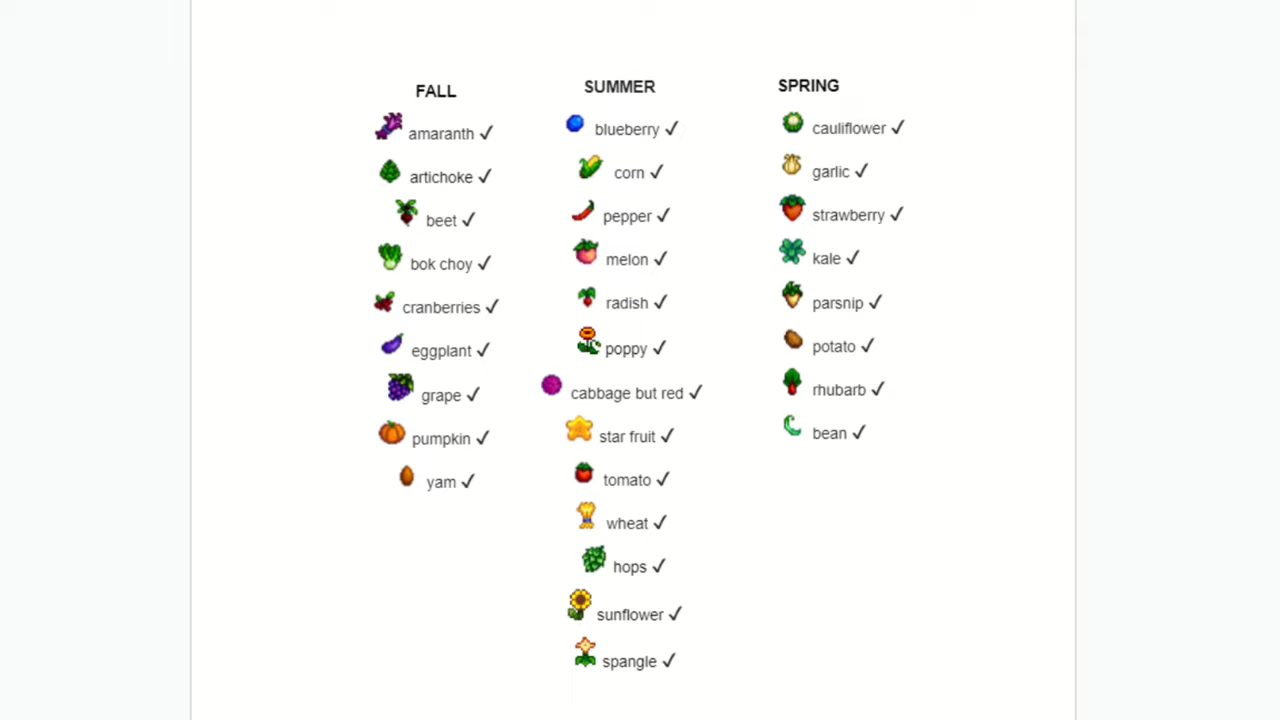 FALL
amaranth ✓
artichoke ✓
beet ✓
bok choy ✓
cranberries ✓
eggplant ✓
grape ✓
pumpkin ✓
yam ✓
SUMMER
blueberry ✓
corn ✓
pepper ✓
melon ✓
radish ✓
poppy ✓
cabbage but red ✓
star fruit ✓
tomato ✓
wheat ✓
hops ✓
sunflower ✓
spangle ✓
SPRING
cauliflower ✓
garlic ✓
strawberry ✓
kale ✓
parsnip ✓
potato ✓
rhubarb ✓
bean ✓